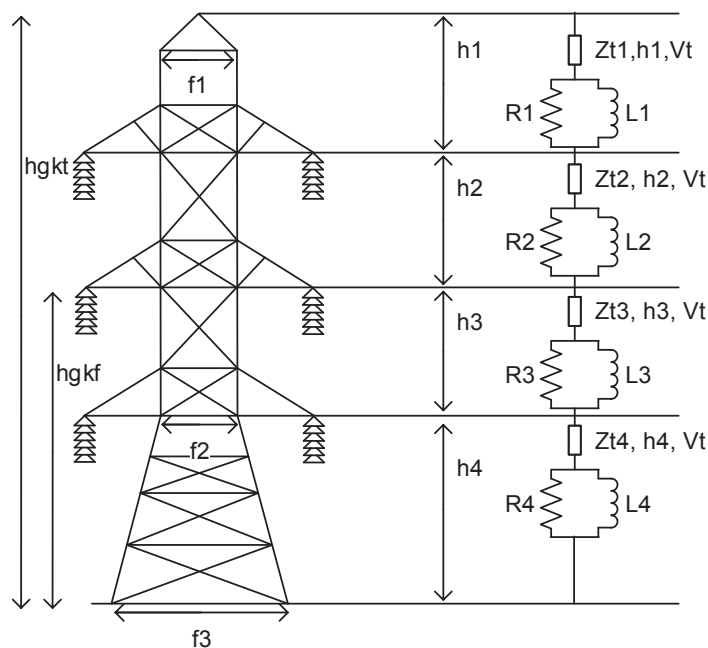 h1
Zt1,h1,Vt
f1
R1
L1
hgkt
h2
Zt2, h2, Vt
R2
L2
h3
Zt3, h3, Vt
hgkf
R3
L3
f2
h4
Zt4, h4, Vt
R4
L4
f3